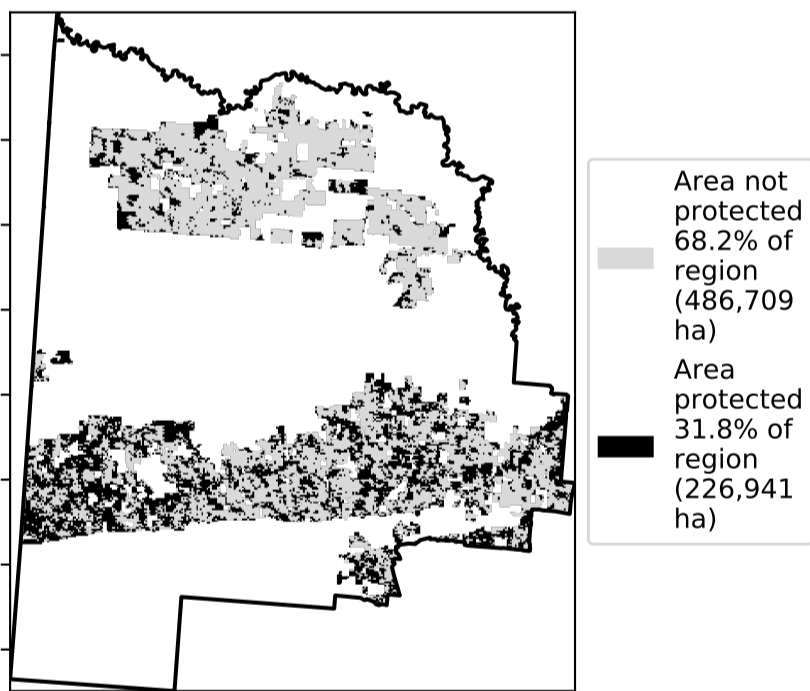 Area not
protected
68.2% of
region
(486,709
ha)
Area
protected
31.8% of
region
(226,941
ha)